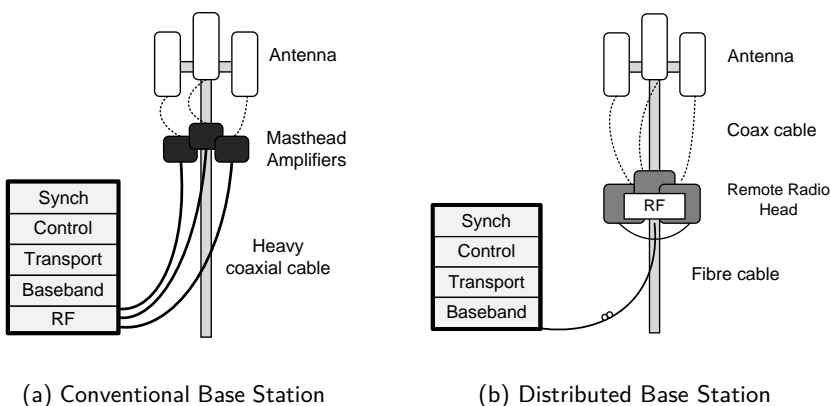 Antenna
Masthead
Amplifiers
Synch
Control
Transport
Baseband
RF
Heavy
coaxial cable
(a) Conventional Base Station
Antenna
Coax cable
Remote Radio
Head
RF
Synch
Control
Transport
Baseband
Fibre cable
(b) Distributed Base Station